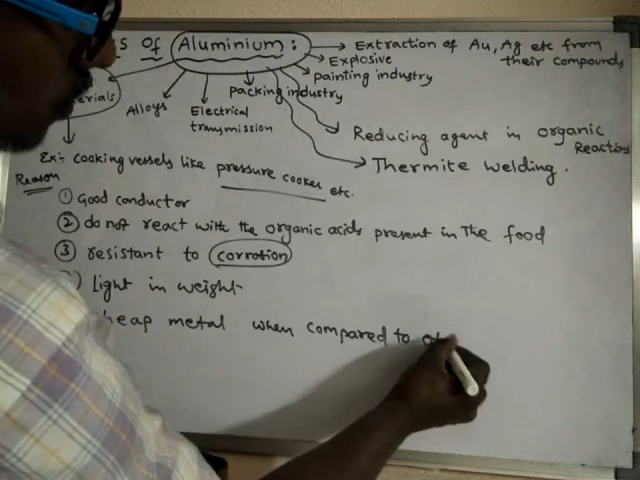 s of Aluminium :
→ Extraction of Au, Ag etc from their compounds
→ Explosive
→ Painting industry
Packing industry
erials
Alloys
Electrical transmission
Reducing agent in organic Reactions
→ Thermite welding.
Ex:- Cooking vessels like pressure cooker etc.
Reason
① Good conductor
② do not react with the organic acids present in The food
③ resistant to corrotion
) Light in weight
heap metal when compared to ot